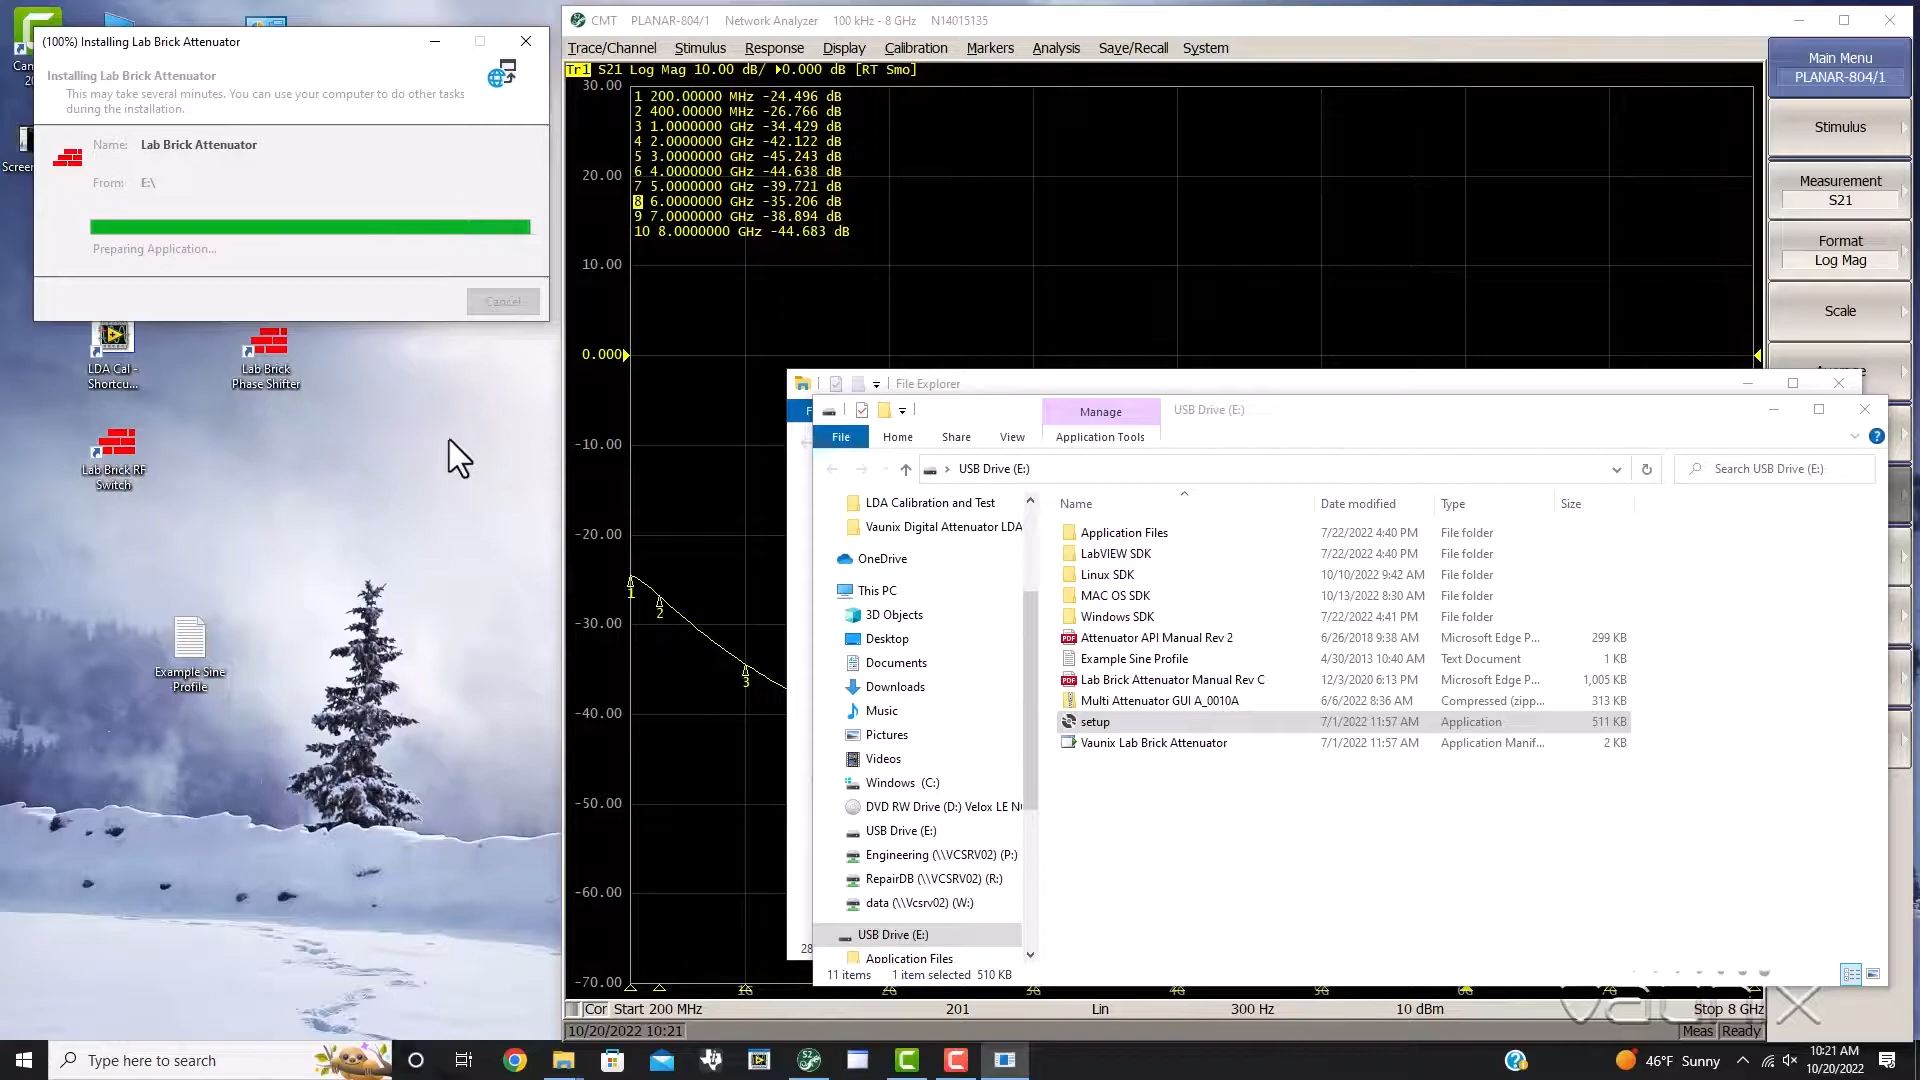 (100%) Installing Lab Brick Attenuator
Installing Lab Brick Attenuator
This may take several minutes. You can use your computer to do other tasks
during the installation.
Name: Lab Brick Attenuator
From: E:\
Preparing Application...
Cancel
LDA Cal -
Shortcu...
Lab Brick
Phase Shifter
Lab Brick RF
Switch
Example Sine
Profile
CMT PLANAR-804/1 Network Analyzer 100 kHz - 8 GHz N14015135
Trace/Channel Stimulus Response Display Calibration Markers Analysis Save/Recall System
Tr1 S21 Log Mag 10.00 dB/ 0.000 dB [RT Smo]
30.00
1 200.00000 MHz -24.496 dB
2 400.00000 MHz -26.766 dB
3 1.0000000 GHz -34.429 dB
4 2.0000000 GHz -42.122 dB
5 3.0000000 GHz -45.243 dB
6 4.0000000 GHz -44.638 dB
7 5.0000000 GHz -39.721 dB
8 6.0000000 GHz -35.206 dB
9 7.0000000 GHz -38.894 dB
10 8.0000000 GHz -44.683 dB
20.00
10.00
0.000
-10.00
-20.00
-30.00
-40.00
-50.00
-60.00
-70.00
1
2
3
Main Menu
PLANAR-804/1
Stimulus
Measurement
S21
Format
Log Mag
Scale
File Explorer
Manage
USB Drive (E:)
File Home Share View Application Tools
USB Drive (E:)
Search USB Drive (E:)
LDA Calibration and Test
Vaunix Digital Attenuator LDA
OneDrive
This PC
3D Objects
Desktop
Documents
Downloads
Music
Pictures
Videos
Windows (C:)
DVD RW Drive (D:) Velox LE N
USB Drive (E:)
Engineering (\\VCSRV02) (P:)
RepairDB (\\VCSRV02) (R:)
data (\\Vcsrv02) (W:)
USB Drive (E:)
Application Files
Name Date modified Type Size
Application Files 7/22/2022 4:40 PM File folder
LabVIEW SDK 7/22/2022 4:40 PM File folder
Linux SDK 10/10/2022 9:42 AM File folder
MAC OS SDK 10/13/2022 8:30 AM File folder
Windows SDK 7/22/2022 4:41 PM File folder
Attenuator API Manual Rev 2 6/26/2018 9:38 AM Microsoft Edge P... 299 KB
Example Sine Profile 4/30/2013 10:40 AM Text Document 1 KB
Lab Brick Attenuator Manual Rev C 12/3/2020 6:13 PM Microsoft Edge P... 1,005 KB
Multi Attenuator GUI A_0010A 6/6/2022 8:36 AM Compressed (zipp... 313 KB
setup 7/1/2022 11:57 AM Application 511 KB
Vaunix Lab Brick Attenuator 7/1/2022 11:57 AM Application Manif... 2 KB
28
11 items 1 item selected 510 KB
Cor Start 200 MHz 201 Lin 300 Hz 10 dBm Stop 8 GHz
10/20/2022 10:21
Meas Ready
Type here to search
46°F Sunny
10:21 AM
10/20/2022